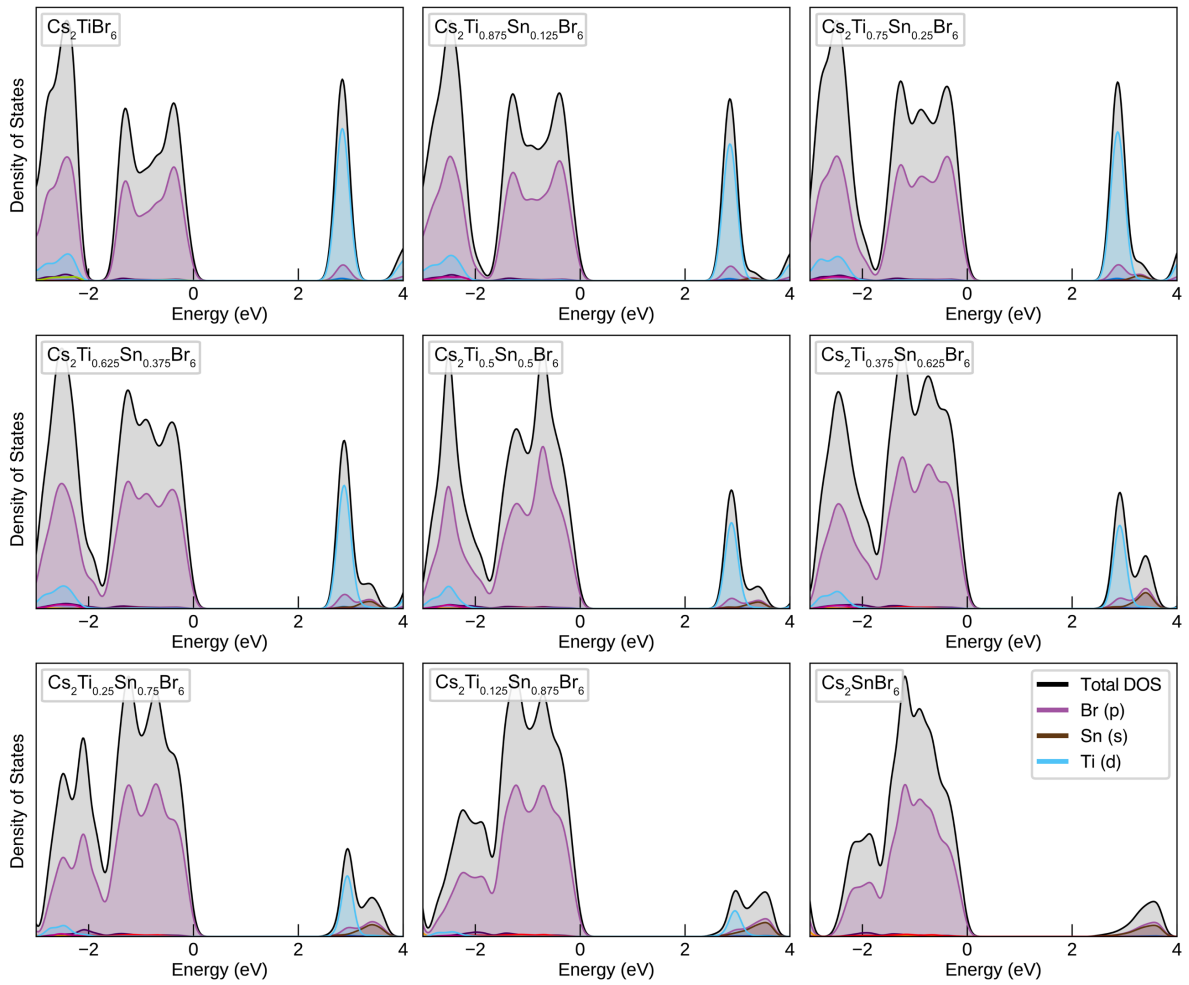 Cs₂TiBr₆
Cs₂Ti₀.₈₇₅Sn₀.₁₂₅Br₆
Cs₂Ti₀.₇₅Sn₀.₂₅Br₆
Density of States
−2 0 2 4
−2 0 2 4
−2 0 2 4
Energy (eV)
Energy (eV)
Energy (eV)
Cs₂Ti₀.₆₂₅Sn₀.₃₇₅Br₆
Cs₂Ti₀.₅Sn₀.₅Br₆
Cs₂Ti₀.₃₇₅Sn₀.₆₂₅Br₆
Density of States
−2 0 2 4
−2 0 2 4
−2 0 2 4
Energy (eV)
Energy (eV)
Energy (eV)
Cs₂Ti₀.₂₅Sn₀.₇₅Br₆
Cs₂Ti₀.₁₂₅Sn₀.₈₇₅Br₆
Cs₂SnBr₆
Total DOS
Br (p)
Sn (s)
Ti (d)
Density of States
−2 0 2 4
−2 0 2 4
−2 0 2 4
Energy (eV)
Energy (eV)
Energy (eV)